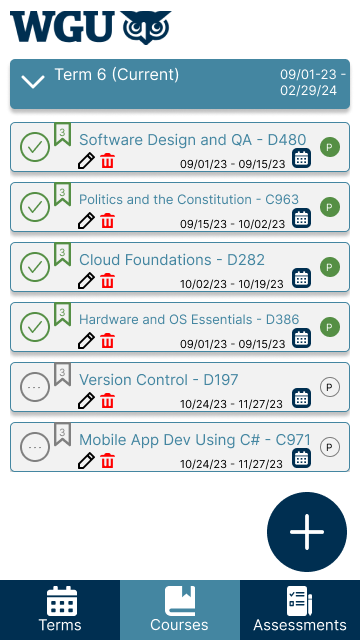 WGU
Term 6 (Current)
09/01-23 -
02/29/24
3
Software Design and QA - D480
P
09/01/23 - 09/15/23
3
Politics and the Constitution - C963
P
09/15/23 - 10/02/23
3
Cloud Foundations - D282
P
10/02/23 - 10/19/23
3
Hardware and OS Essentials - D386
P
09/01/23 - 09/15/23
3
Version Control - D197
P
10/24/23 - 11/27/23
3
Mobile App Dev Using C# - C971
P
10/24/23 - 11/27/23
Terms
Courses
Assessments